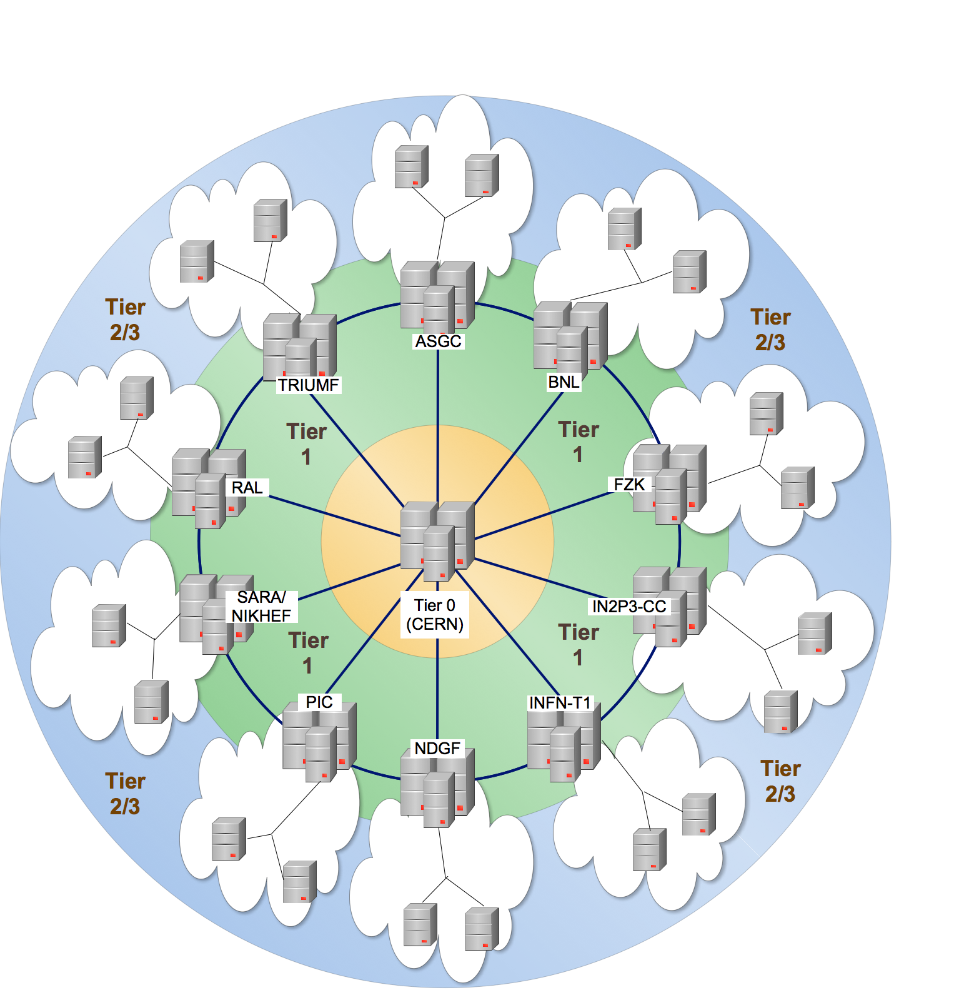 Tier
2/3
Tier
2/3
ASGC
BNL
TRIUMF
Tier
1
Tier
1
RAL
FZK
SARA/
NIKHEF
Tier 0
(CERN)
IN2P3-CC
Tier
1
Tier
1
PIC
INFN-T1
NDGF
Tier
2/3
Tier
2/3